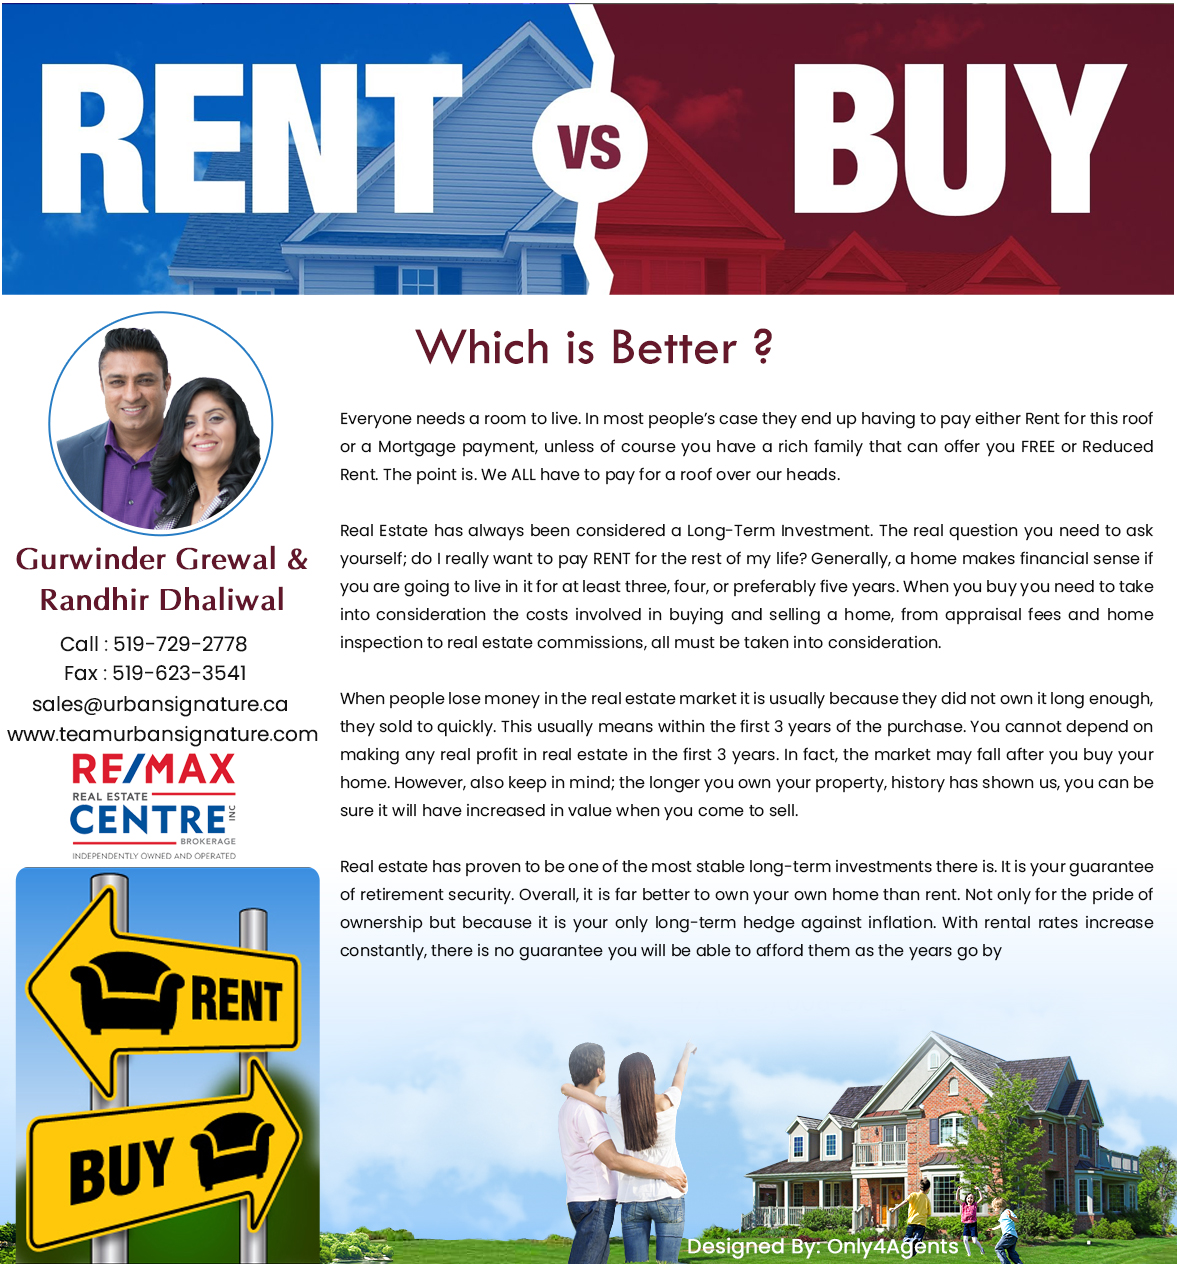 RENT VS BUY
Which is Better ?
Gurwinder Grewal &
Randhir Dhaliwal
Call : 519-729-2778
Fax : 519-623-3541
sales@urbansignature.ca
www.teamurbansignature.com
RE/MAX
REAL ESTATE
CENTRE INC
BROKERAGE
INDEPENDENTLY OWNED AND OPERATED
RENT
BUY
Everyone needs a room to live. In most people’s case they end up having to pay either Rent for this roof
or a Mortgage payment, unless of course you have a rich family that can offer you FREE or Reduced
Rent. The point is. We ALL have to pay for a roof over our heads.
Real Estate has always been considered a Long-Term Investment. The real question you need to ask
yourself; do I really want to pay RENT for the rest of my life? Generally, a home makes financial sense if
you are going to live in it for at least three, four, or preferably five years. When you buy you need to take
into consideration the costs involved in buying and selling a home, from appraisal fees and home
inspection to real estate commissions, all must be taken into consideration.
When people lose money in the real estate market it is usually because they did not own it long enough,
they sold to quickly. This usually means within the first 3 years of the purchase. You cannot depend on
making any real profit in real estate in the first 3 years. In fact, the market may fall after you buy your
home. However, also keep in mind; the longer you own your property, history has shown us, you can be
sure it will have increased in value when you come to sell.
Real estate has proven to be one of the most stable long-term investments there is. It is your guarantee
of retirement security. Overall, it is far better to own your own home than rent. Not only for the pride of
ownership but because it is your only long-term hedge against inflation. With rental rates increase
constantly, there is no guarantee you will be able to afford them as the years go by
Designed By: Only4Agents